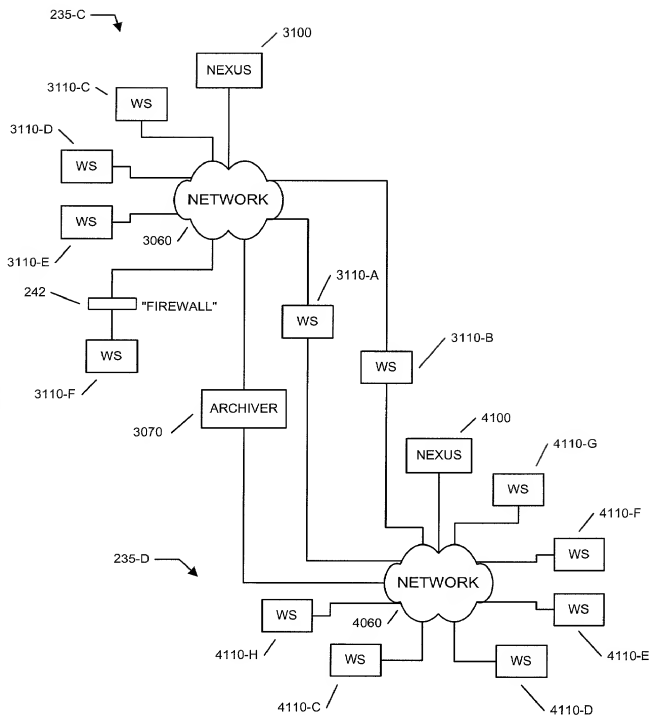 235-C
3100
NEXUS
3110-C
WS
3110-D
WS
NETWORK
WS
3060
3110-E
3110-A
242
"FIREWALL"
WS
3110-B
WS
WS
3110-F
ARCHIVER
4100
3070
NEXUS
4110-G
WS
4110-F
WS
235-D
NETWORK
WS
WS
4060
4110-H
4110-E
WS
WS
4110-C
4110-D